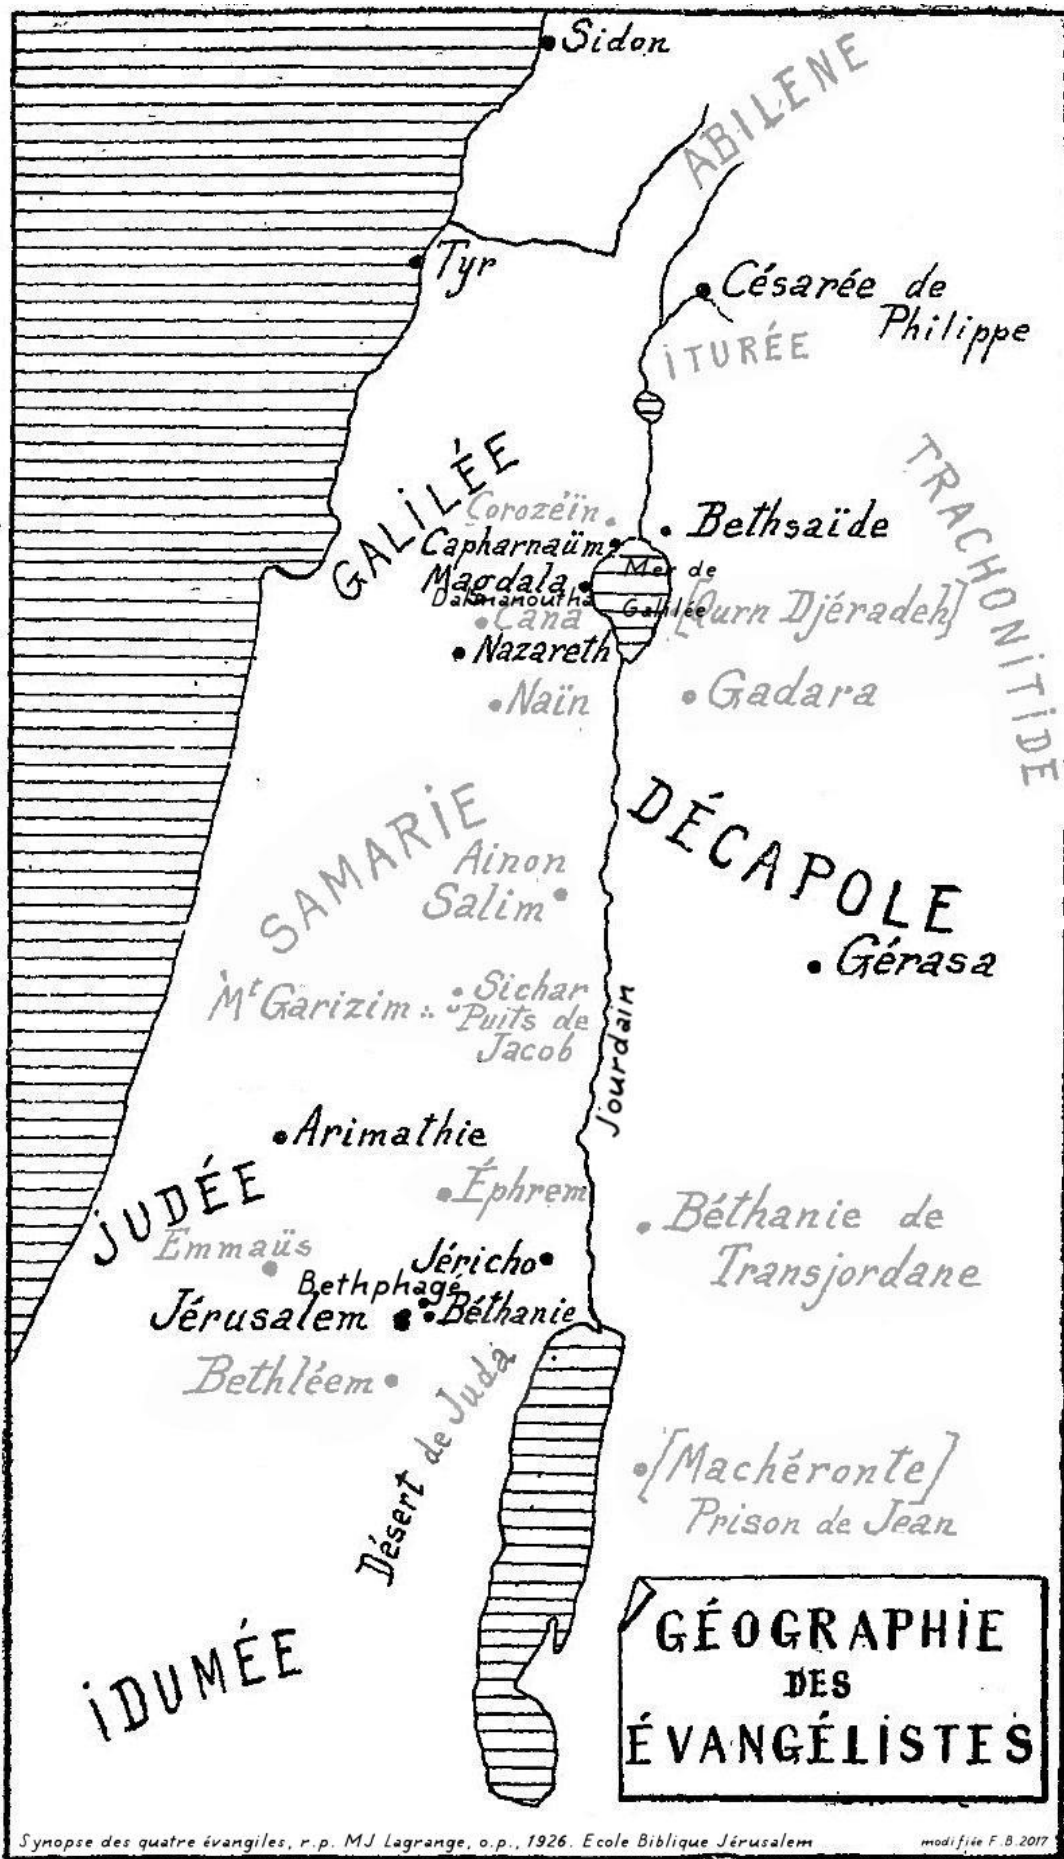 Sidon
ABILENE
Tyr
Césarée de
Philippe
iTURÉE
GALiLÉE
TRACHONiTiDE
Corozéïn
Bethsaïde
Capharnaüm
Mer de
Magdala
Dalmanoutha
Galilée
[Qurn Djéradeh]
Cana
Nazareth
Naïn
Gadara
DÉCAPOLE
SAMARiE
Ainon
Salim
Gérasa
Mt Garizim
Sichar
Puits de
Jacob
Jourdain
Arimathie
JUDÉE
Éphrem
Béthanie de
Transjordane
Emmaüs
Jéricho
Bethphagé
Jérusalem
Béthanie
Bethléem
Désert de Juda
[Machéronte]
Prison de Jean
iDUMÉE
GÉOGRAPHiE
DES
ÉVANGÉLiSTES
Synopse des quatre évangiles, r.p. MJ Lagrange, o.p., 1926. Ecole Biblique Jérusalem
modifiée F.B.2017